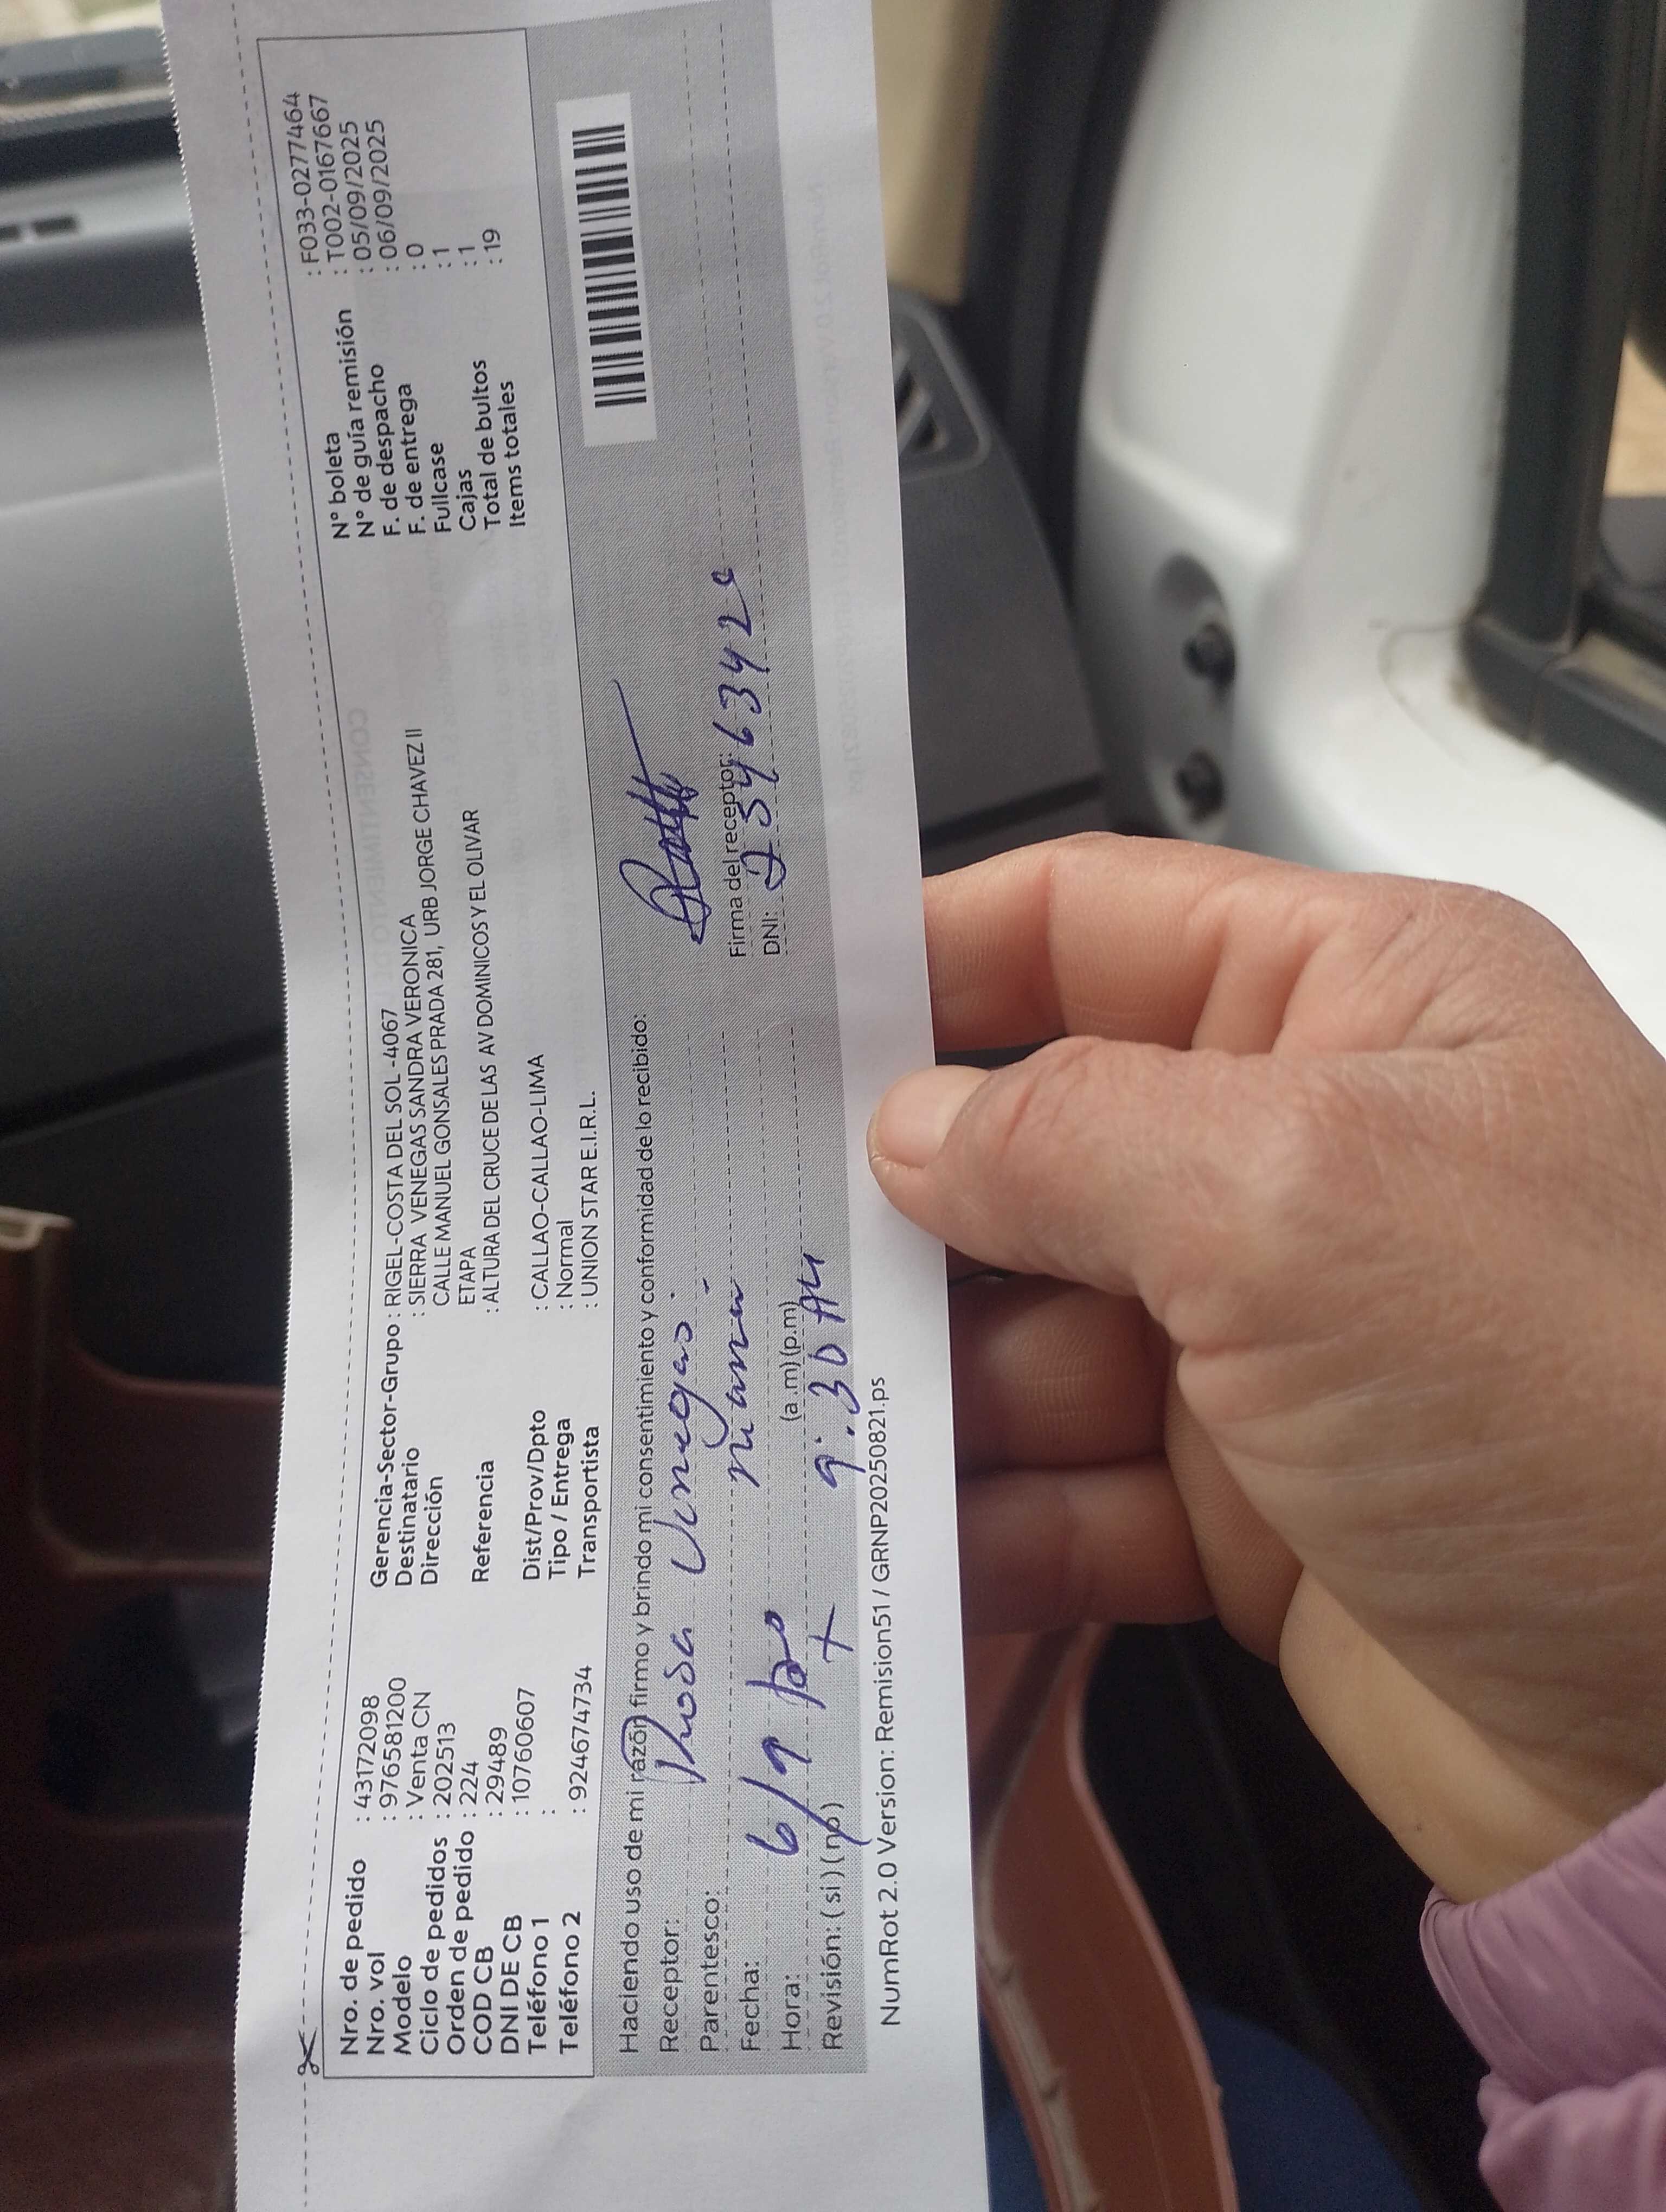 Nro. de pedido : 43172098
Nro. vol : 976581200
Modelo : Venta CN
Ciclo de pedidos : 202513
Orden de pedido : 224
COD CB : 29489
DNI DE CB : 10760607
Teléfono 1 :
Teléfono 2 : 924674734
Gerencia-Sector-Grupo : RIGEL-COSTA DEL SOL -4067
Destinatario : SIERRA VENEGAS SANDRA VERONICA
Dirección CALLE MANUEL GONSALES PRADA 281, URB JORGE CHAVEZ II
ETAPA
Referencia : ALTURA DEL CRUCE DE LAS AV DOMINICOS Y EL OLIVAR
Dist/Prov/Dpto : CALLAO-CALLAO-LIMA
Tipo / Entrega : Normal
Transportista : UNION STAR E.I.R.L.
N° boleta : F033-0277464
N° de guía remisión : T002-0167667
F. de despacho : 05/09/2025
F. de entrega : 06/09/2025
Fullcase : 0
Cajas : 1
Total de bultos : 1
Items totales : 19
Haciendo uso de mi razón firmo y brindo mi consentimiento y conformidad de lo recibido:
Receptor: Rosa Venegas
Parentesco: mamá
Fecha: 6/9
Hora: (a.m) (p.m) 9:30 AM
Revisión: ( si ) ( no )
Firma del receptor:
DNI:
NumRot 2.0 Version: Remision51 / GRNP20250821.ps